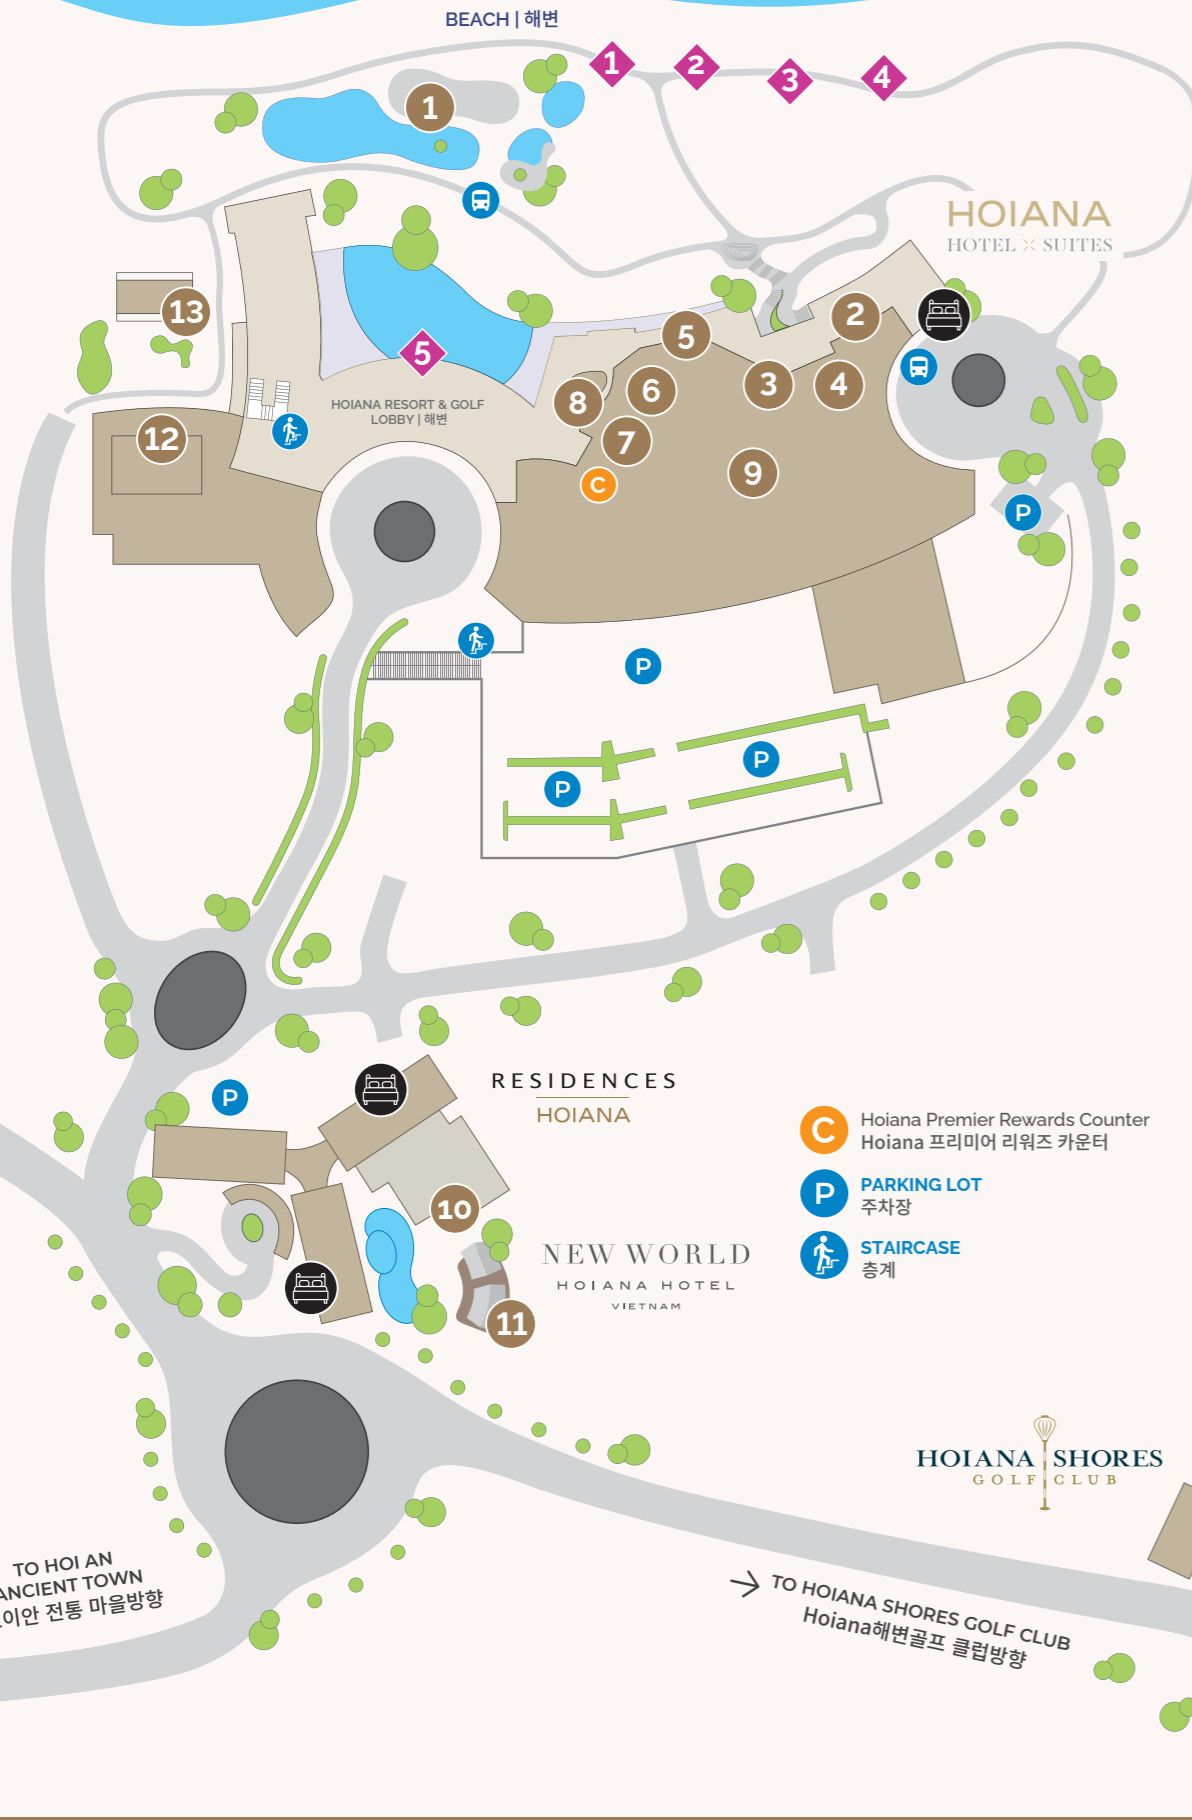 BEACH | 해변
1
2
3
4
1
HOIANA
HOTEL SUITES
13
2
5
5
3
4
6
8
HOIANA RESORT & GOLF
LOBBY | 해변
12
7
9
C
P
P
P
P
RESIDENCES
HOIANA
P
C Hoiana Premier Rewards Counter
Hoiana 프리미어 리워즈 카운터
P PARKING LOT
주차장
STAIRCASE
층계
10
NEW WORLD
HOIANA HOTEL
VIETNAM
11
HOIANA SHORES
GOLF CLUB
TO HOI AN
ANCIENT TOWN
이안 전통 마을방향
TO HOIANA SHORES GOLF CLUB
Hoiana해변골프 클럽방향